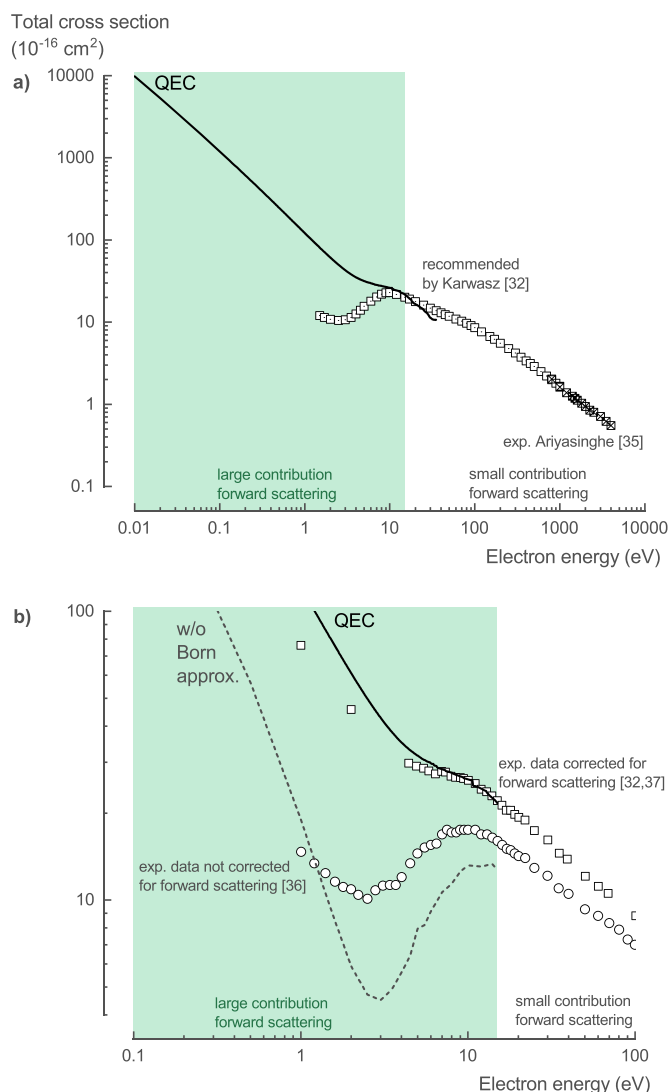 Total cross section
(10⁻¹⁶ cm²)
a)
10000
1000
100
10
1
0.1
QEC
recommended
by Karwasz [32]
exp. Ariyasinghe [35]
large contribution
forward scattering
small contribution
forward scattering
0.01 0.1 1 10 100 1000 10000
Electron energy (eV)
b)
100
10
w/o
Born
approx.
QEC
exp. data corrected for
forward scattering [32,37]
exp. data not corrected
for forward scattering [36]
large contribution
forward scattering
small contribution
forward scattering
0.1 1 10 100
Electron energy (eV)